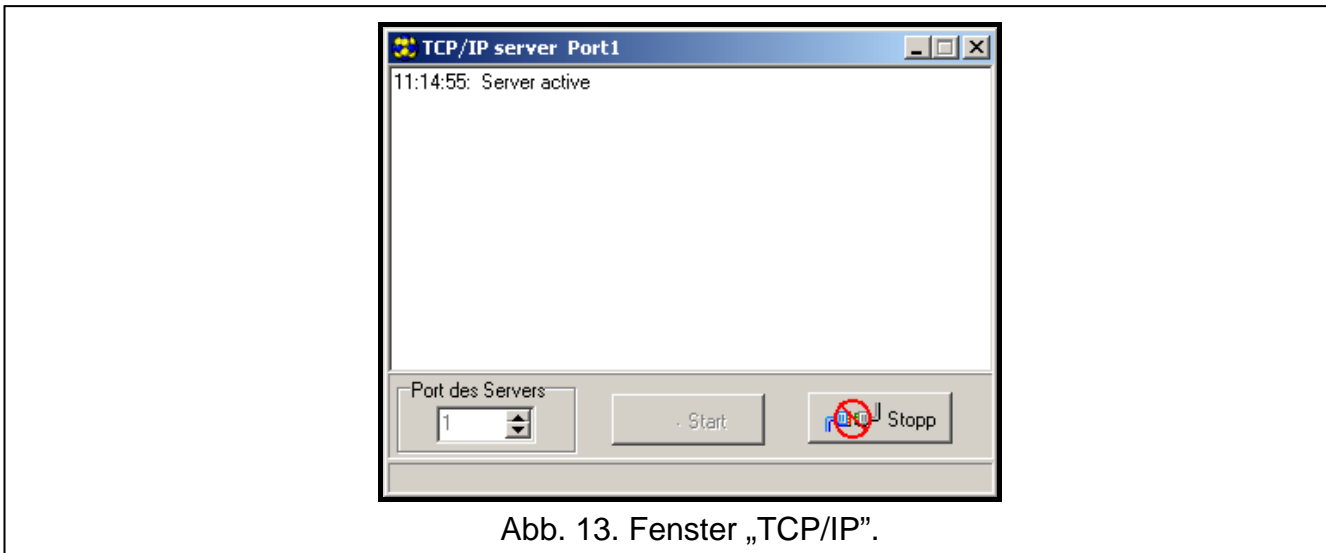 TCP/IP server Port1
11:14:55: Server active
Port des Servers
1
Start
Stopp
Abb. 13. Fenster „TCP/IP”.